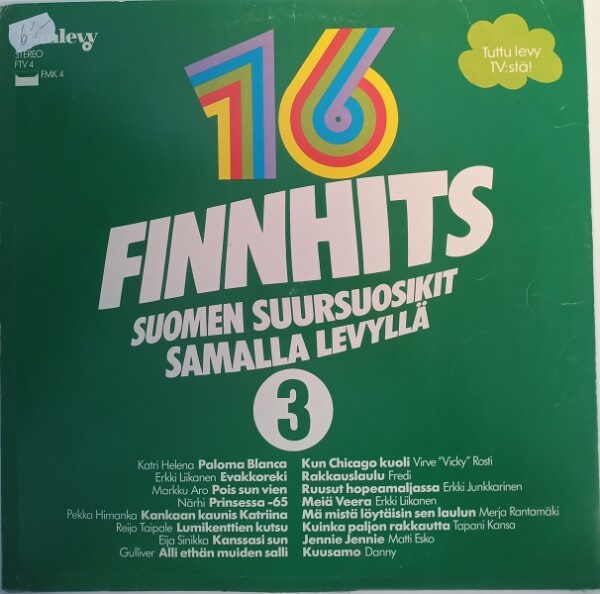 STEREO
FTV 4
FMK 4
Tuttu levy
TV:stä!
16
FINNHITS
SUOMEN SUURSUOSIKIT
SAMALLA LEVYLLÄ
3
Katri Helena Paloma Blanca
Erkki Liikanen Evakkoreki
Markku Aro Pois sun vien
Närhi Prinsessa -65
Pekka Himanka Kankaan kaunis Katriina
Reijo Taipale Lumikenttien kutsu
Eija Sinikka Kanssasi sun
Gulliver Alli ethän muiden salli
Kun Chicago kuoli Virve "Vicky" Rosti
Rakkauslaulu Fredi
Ruusut hopeamaljassa Erkki Junkkarinen
Meiä Veera Erkki Liikanen
Mä mistä löytäisin sen laulun Merja Rantamäki
Kuinka paljon rakkautta Tapani Kansa
Jennie Jennie Matti Esko
Kuusamo Danny